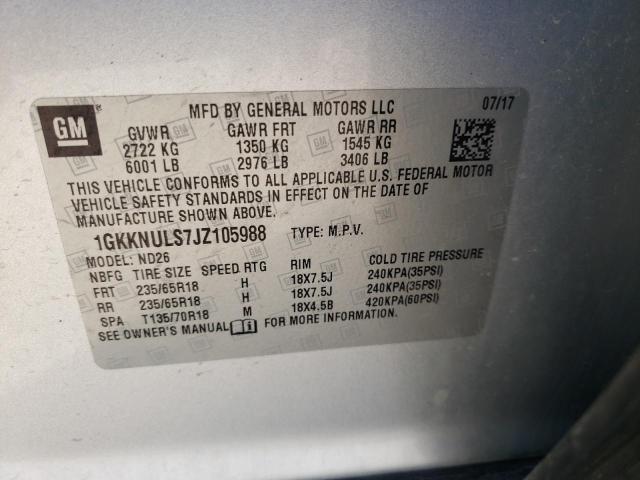 GM
MFD BY GENERAL MOTORS LLC 07/17
GVWR GAWR FRT GAWR RR
2722 KG 1350 KG 1545 KG
6001 LB 2976 LB 3406 LB
THIS VEHICLE CONFORMS TO ALL APPLICABLE U.S. FEDERAL MOTOR
VEHICLE SAFETY STANDARDS IN EFFECT ON THE DATE OF
MANUFACTURE SHOWN ABOVE.
1GKKNULS7JZ105988 TYPE: M.P.V.
MODEL: ND26
NBFG TIRE SIZE SPEED RTG RIM COLD TIRE PRESSURE
FRT 235/65R18 H 18X7.5J 240KPA(35PSI)
RR 235/65R18 H 18X7.5J 240KPA(35PSI)
SPA T135/70R18 M 18X4.5B 420KPA(60PSI)
SEE OWNER'S MANUAL FOR MORE INFORMATION.